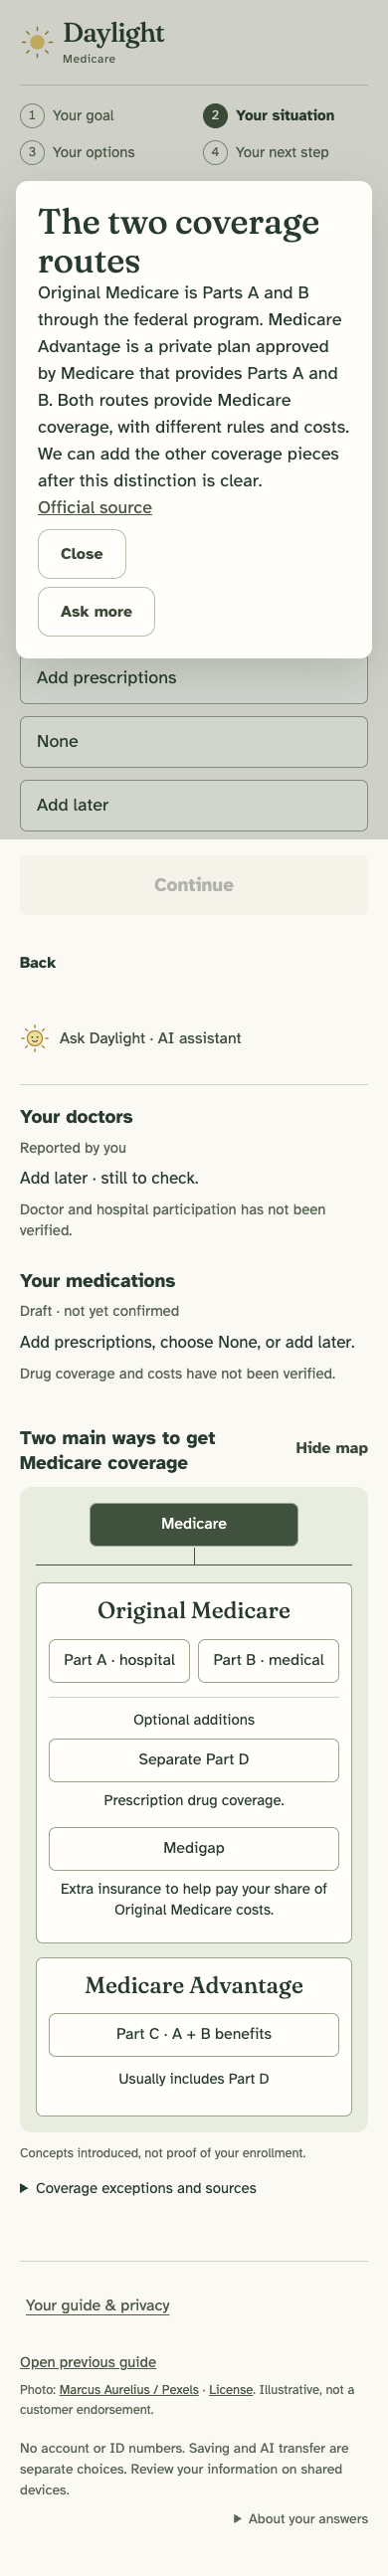 Daylight
Medicare
1 Your goal
2 Your situation
3 Your options
4 Your next step
The two coverage
routes
Original Medicare is Parts A and B
through the federal program. Medicare
Advantage is a private plan approved
by Medicare that provides Parts A and
B. Both routes provide Medicare
coverage, with different rules and costs.
We can add the other coverage pieces
after this distinction is clear.
Official source
Close
Ask more
Add prescriptions
None
Add later
Continue
Back
Ask Daylight · AI assistant
Your doctors
Reported by you
Add later · still to check.
Doctor and hospital participation has not been
verified.
Your medications
Draft · not yet confirmed
Add prescriptions, choose None, or add later.
Drug coverage and costs have not been verified.
Two main ways to get
Medicare coverage
Hide map
Medicare
Original Medicare
Part A · hospital
Part B · medical
Optional additions
Separate Part D
Prescription drug coverage.
Medigap
Extra insurance to help pay your share of
Original Medicare costs.
Medicare Advantage
Part C · A + B benefits
Usually includes Part D
Concepts introduced, not proof of your enrollment.
Coverage exceptions and sources
Your guide & privacy
Open previous guide
Photo: Marcus Aurelius / Pexels · License. Illustrative, not a
customer endorsement.
No account or ID numbers. Saving and AI transfer are
separate choices. Review your information on shared
devices.
About your answers